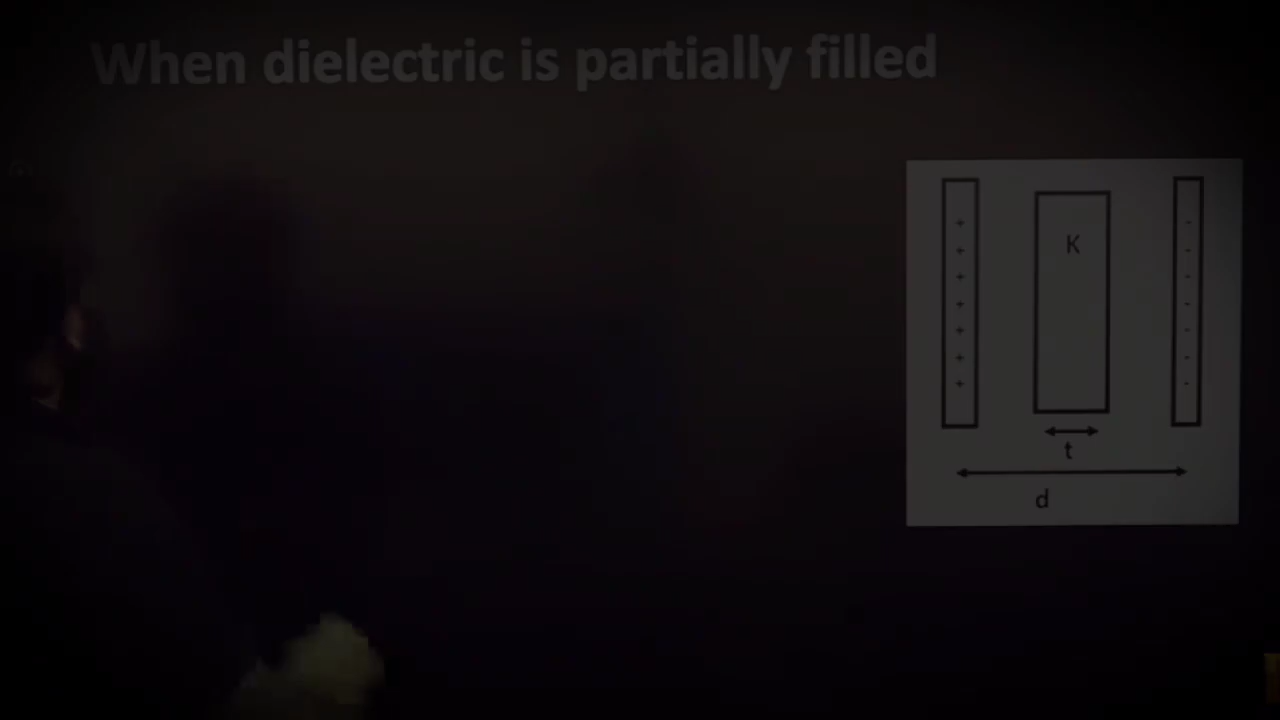 When dielectric is partially filled
K
+ -
+ -
+ -
+ -
+ -
+ -
+ -
t
d